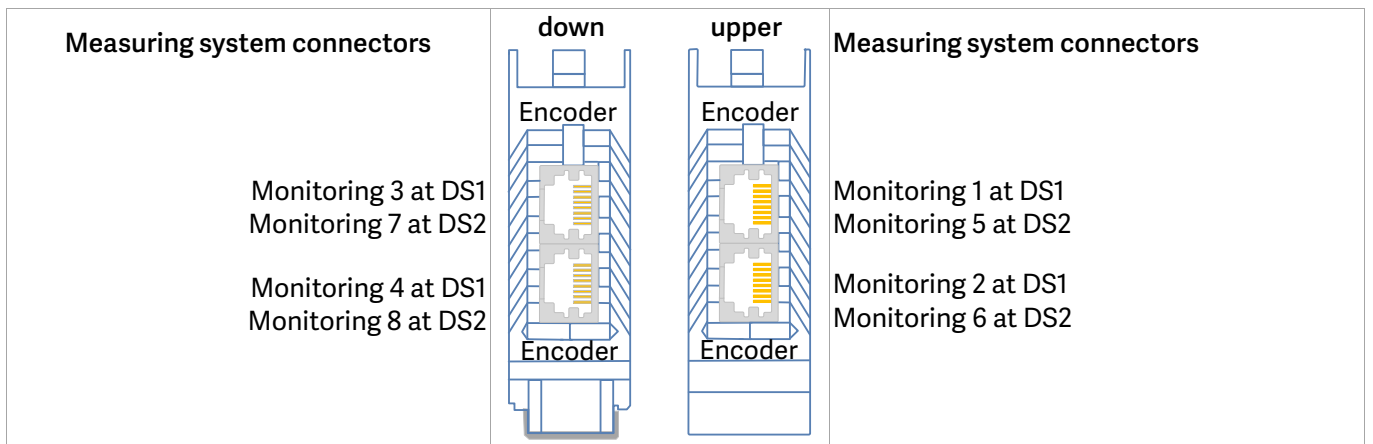 Measuring system connectors
down
upper
Measuring system connectors
Encoder
Encoder
Monitoring 3 at DS1
Monitoring 7 at DS2
Monitoring 1 at DS1
Monitoring 5 at DS2
Monitoring 4 at DS1
Monitoring 8 at DS2
Monitoring 2 at DS1
Monitoring 6 at DS2
Encoder
Encoder